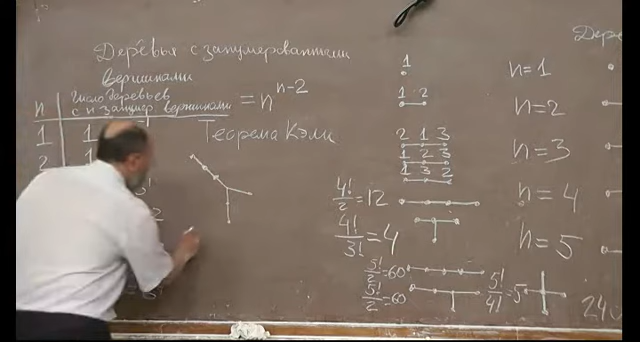 Деревья с занумерованными
вершинами
n | Число деревьев
с n занумер вершинами = n^{n-2}
1 | 1
2 | 1
Теорема Кэли
1
1 2
2 1 3
1 2 3
1 3 2
4!/2 = 12
4!/3! = 4
5!/2 = 60
5!/2 = 60
5!/4! = 5
n=1
n=2
n=3
n=4
n=5
Дере